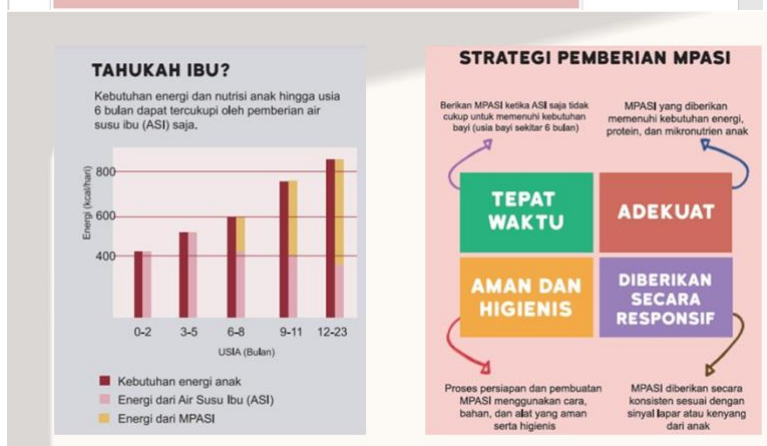 TAHUKAH IBU?
Kebutuhan energi dan nutrisi anak hingga usia
6 bulan dapat tercukupi oleh pemberian air
susu ibu (ASI) saja.
Energi (kcal/hari)
800
600
400
0-2 3-5 6-8 9-11 12-23
USIA (Bulan)
Kebutuhan energi anak
Energi dari Air Susu Ibu (ASI)
Energi dari MPASI
STRATEGI PEMBERIAN MPASI
Berikan MPASI ketika ASI saja tidak
cukup untuk memenuhi kebutuhan
bayi (usia bayi sekitar 6 bulan)
MPASI yang diberikan
memenuhi kebutuhan energi,
protein, dan mikronutrien anak
TEPAT
WAKTU
ADEKUAT
AMAN DAN
HIGIENIS
DIBERIKAN
SECARA
RESPONSIF
Proses persiapan dan pembuatan
MPASI menggunakan cara,
bahan, dan alat yang aman
serta higienis
MPASI diberikan secara
konsisten sesuai dengan
sinyal lapar atau kenyang
dari anak